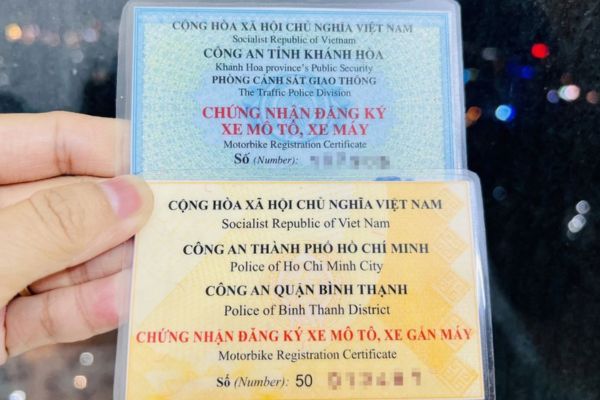 CỘNG HÒA XÃ HỘI CHỦ NGHĨA VIỆT NAM
Socialist Republic of Vietnam
CÔNG AN TỈNH KHÁNH HÒA
Khanh Hoa province's Public Security
PHÒNG CẢNH SÁT GIAO THÔNG
The Traffic Police Division
CHỨNG NHẬN ĐĂNG KÝ
XE MÔ TÔ, XE MÁY
Motorbike Registration Certificate
Số (Number):
CỘNG HÒA XÃ HỘI CHỦ NGHĨA VIỆT NAM
Socialist Republic of Viet Nam
CÔNG AN THÀNH PHỐ HỒ CHÍ MINH
Police of Ho Chi Minh City
CÔNG AN QUẬN BÌNH THẠNH
Police of Binh Thanh District
CHỨNG NHẬN ĐĂNG KÝ XE MÔ TÔ, XE GẮN MÁY
Motorbike Registration Certificate
Số (Number): 50